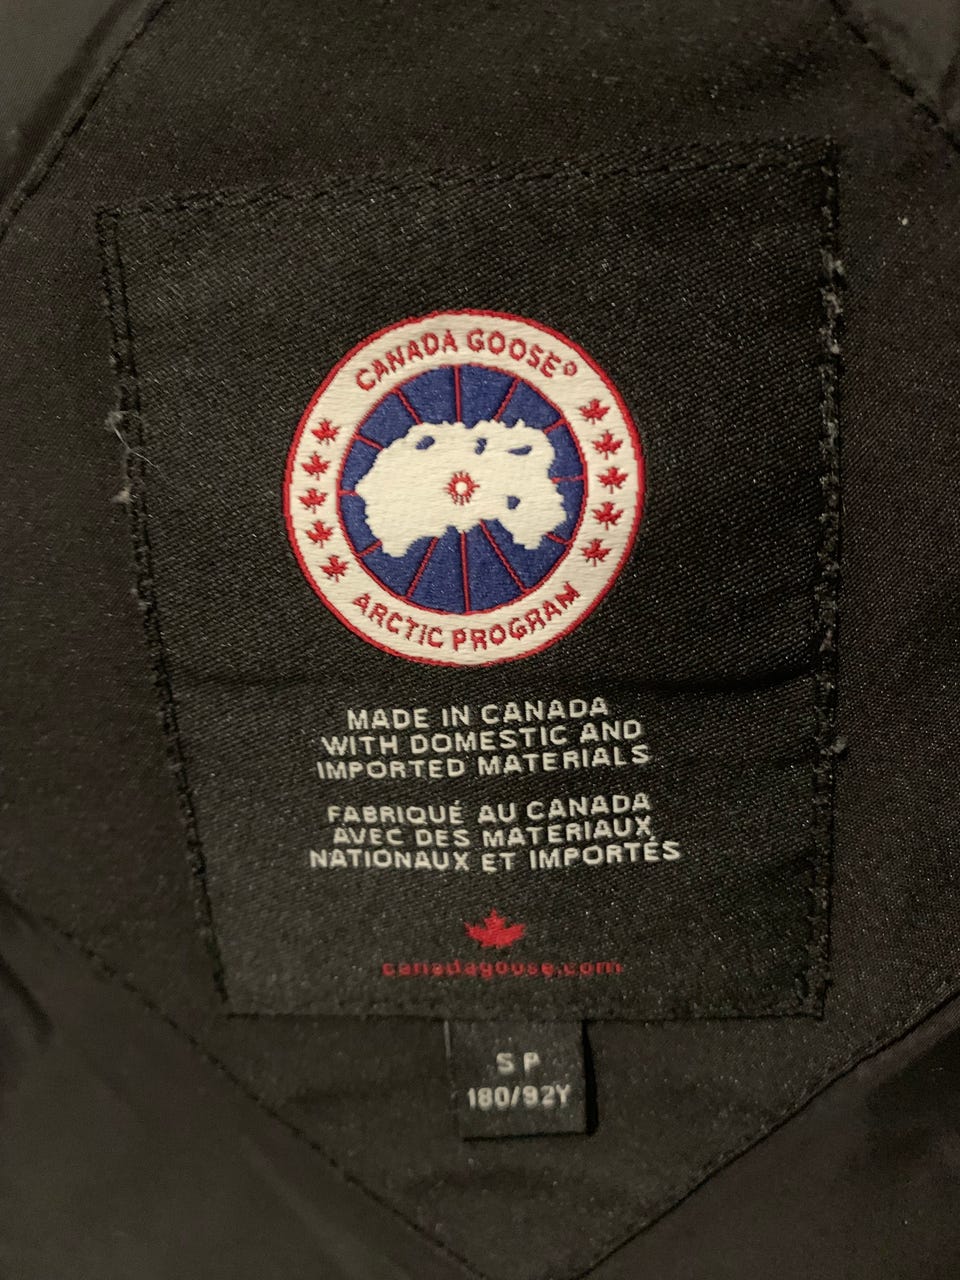 CANADA GOOSE®
ARCTIC PROGRAM
MADE IN CANADA
WITH DOMESTIC AND
IMPORTED MATERIALS
FABRIQUÉ AU CANADA
AVEC DES MATERIAUX
NATIONAUX ET IMPORTÉS
canadagoose.com
S P
180/92Y